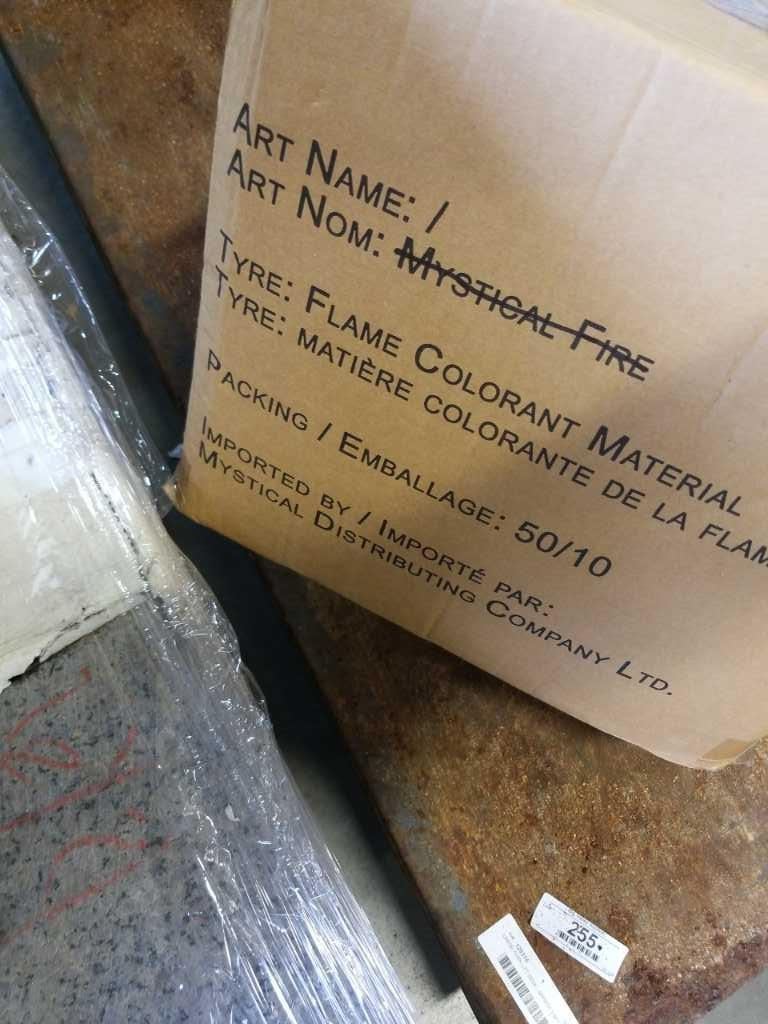 ART NAME: /
ART NOM: MYSTICAL FIRE
TYRE: FLAME COLORANT MATERIAL
TYRE: MATIÈRE COLORANTE DE LA FLAM
PACKING / EMBALLAGE: 50/10
IMPORTED BY / IMPORTÉ PAR:
MYSTICAL DISTRIBUTING COMPANY LTD.
255